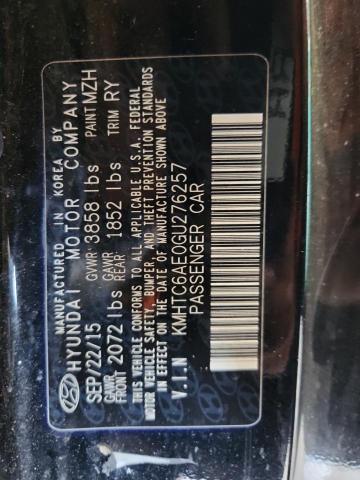 MANUFACTURED IN KOREA BY
HYUNDAI MOTOR COMPANY
SEP/22/15 GVWR 3858 lbs PAINT MZH
GAWR FRONT 2072 lbs GAWR REAR 1852 lbs TRIM RY
THIS VEHICLE CONFORMS TO ALL APPLICABLE U.S.A. FEDERAL
MOTOR VEHICLE SAFETY, BUMPER, AND THEFT PREVENTION STANDARDS
IN EFFECT ON THE DATE OF MANUFACTURE SHOWN ABOVE
V.I.N KMHTC6AE0GU276257
PASSENGER CAR